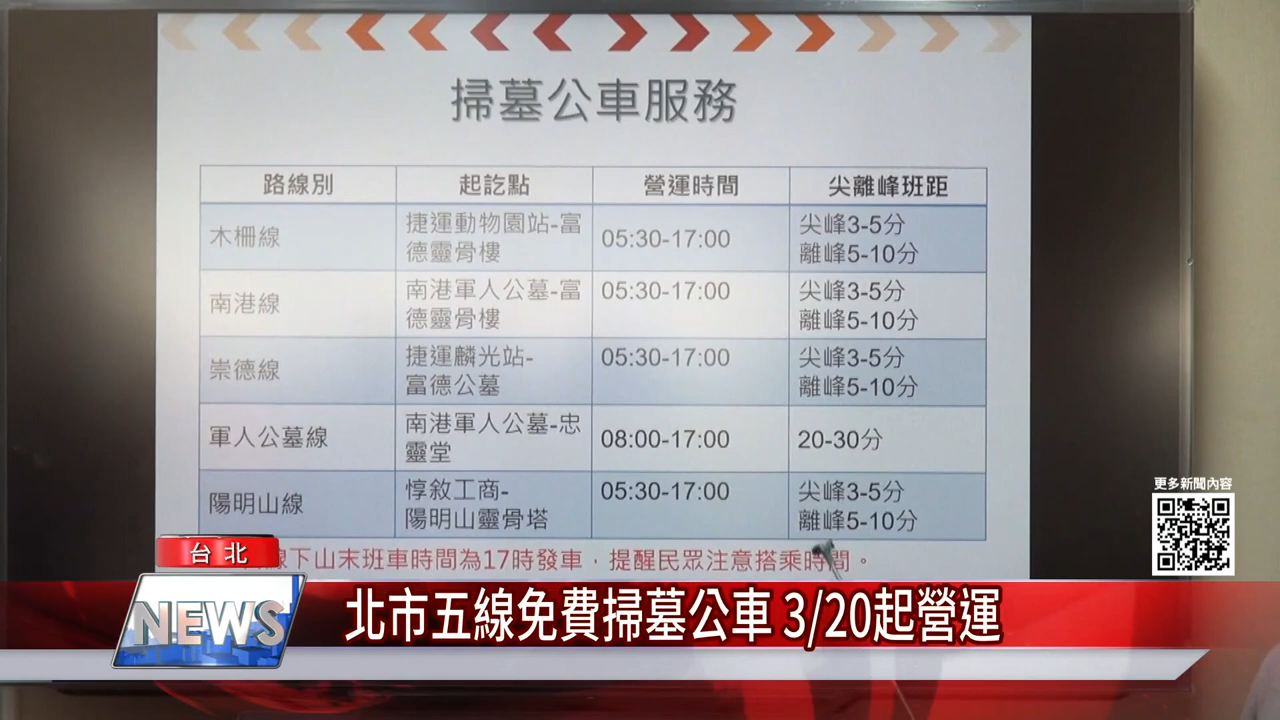 掃墓公車服務
路線別 起訖點 營運時間 尖離峰班距
木柵線 捷運動物園站-富德靈骨樓 05:30-17:00 尖峰3-5分 離峰5-10分
南港線 南港軍人公墓-富德靈骨樓 05:30-17:00 尖峰3-5分 離峰5-10分
崇德線 捷運麟光站-富德公墓 05:30-17:00 尖峰3-5分 離峰5-10分
軍人公墓線 南港軍人公墓-忠靈堂 08:00-17:00 20-30分
陽明山線 惇敘工商-陽明山靈骨塔 05:30-17:00 尖峰3-5分 離峰5-10分
線下山末班車時間為17時發車，提醒民眾注意搭乘時間。
更多新聞內容
台北
NEWS
北市五線免費掃墓公車 3/20起營運